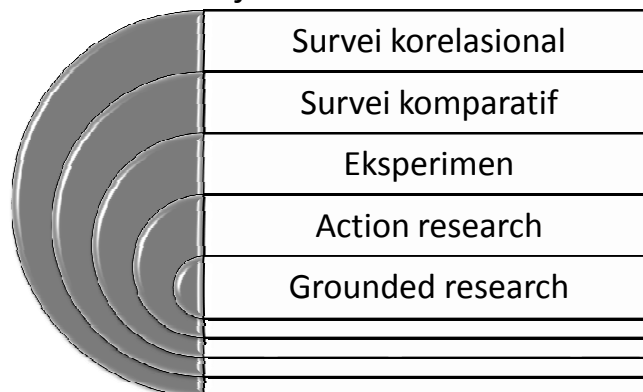 Survei korelasional
Survei komparatif
Eksperimen
Action research
Grounded research